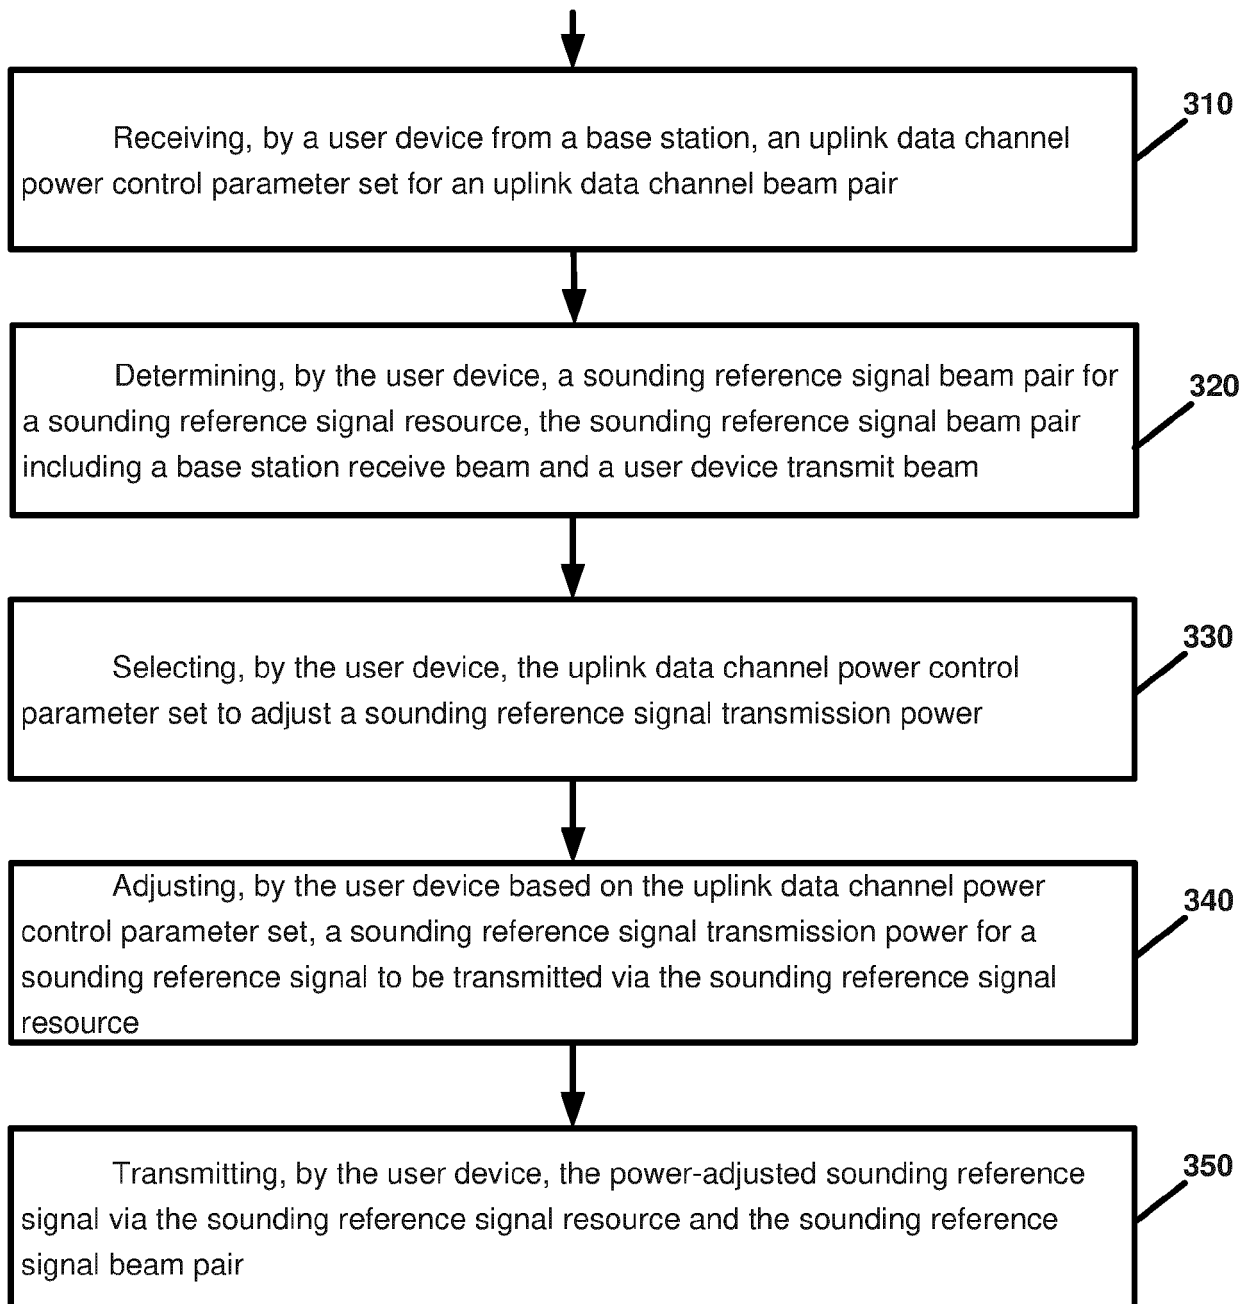 310
Receiving, by a user device from a base station, an uplink data channel
power control parameter set for an uplink data channel beam pair
320
Determining, by the user device, a sounding reference signal beam pair for
a sounding reference signal resource, the sounding reference signal beam pair
including a base station receive beam and a user device transmit beam
330
Selecting, by the user device, the uplink data channel power control
parameter set to adjust a sounding reference signal transmission power
340
Adjusting, by the user device based on the uplink data channel power
control parameter set, a sounding reference signal transmission power for a
sounding reference signal to be transmitted via the sounding reference signal
resource
350
Transmitting, by the user device, the power-adjusted sounding reference
signal via the sounding reference signal resource and the sounding reference
signal beam pair